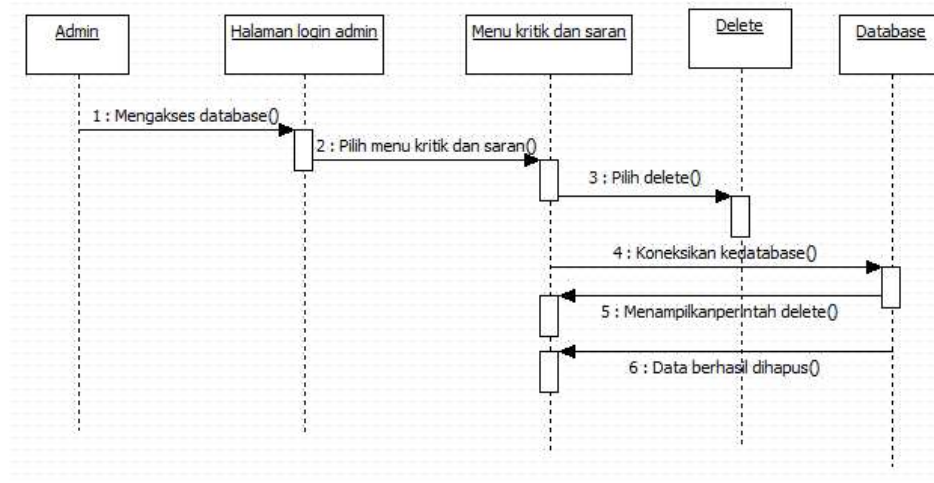 Admin
Halaman login admin
Menu kritik dan saran
Delete
Database
1 : Mengakses database()
2 : Pilih menu kritik dan saran()
3 : Pilih delete()
4 : Koneksikan kedatabase()
5 : Menampilkanperintah delete()
6 : Data berhasil dihapus()